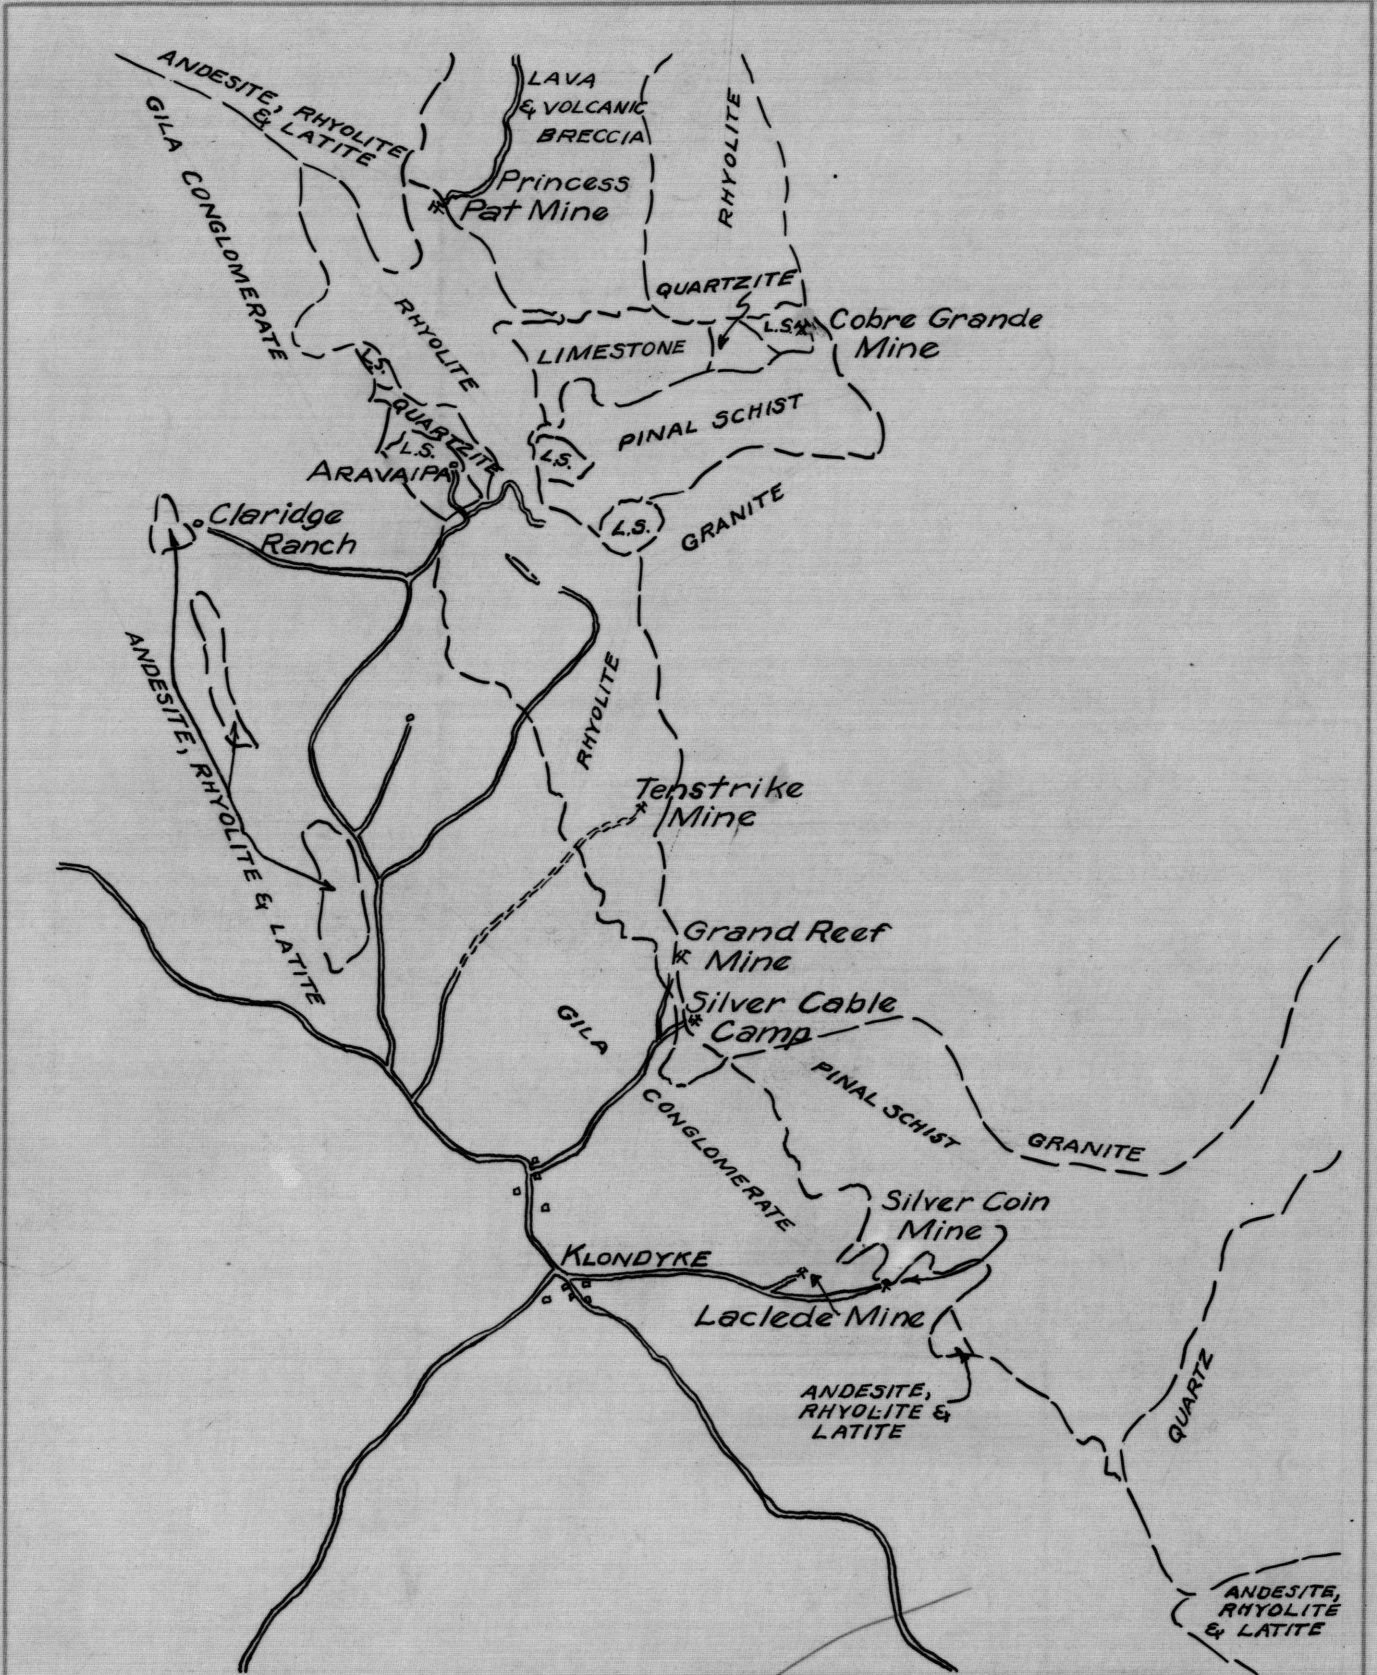 ANDESITE, RHYOLITE
& LATITE
LAVA
& VOLCANIC
BRECCIA
RHYOLITE
GILA CONGLOMERATE
Princess
Pat Mine
QUARTZITE
RHYOLITE
L.S.
Cobre Grande
Mine
LIMESTONE
L.S.
QUARTZITE
PINAL SCHIST
L.S.
L.S.
ARAVAIPA
GRANITE
L.S.
Claridge
Ranch
ANDESITE, RHYOLITE & LATITE
RHYOLITE
Tenstrike
Mine
Grand Reef
Mine
Silver Cable
Camp
GILA
CONGLOMERATE
PINAL SCHIST
GRANITE
Silver Coin
Mine
KLONDYKE
Laclede Mine
ANDESITE,
RHYOLITE &
LATITE
QUARTZ
ANDESITE,
RHYOLITE
& LATITE